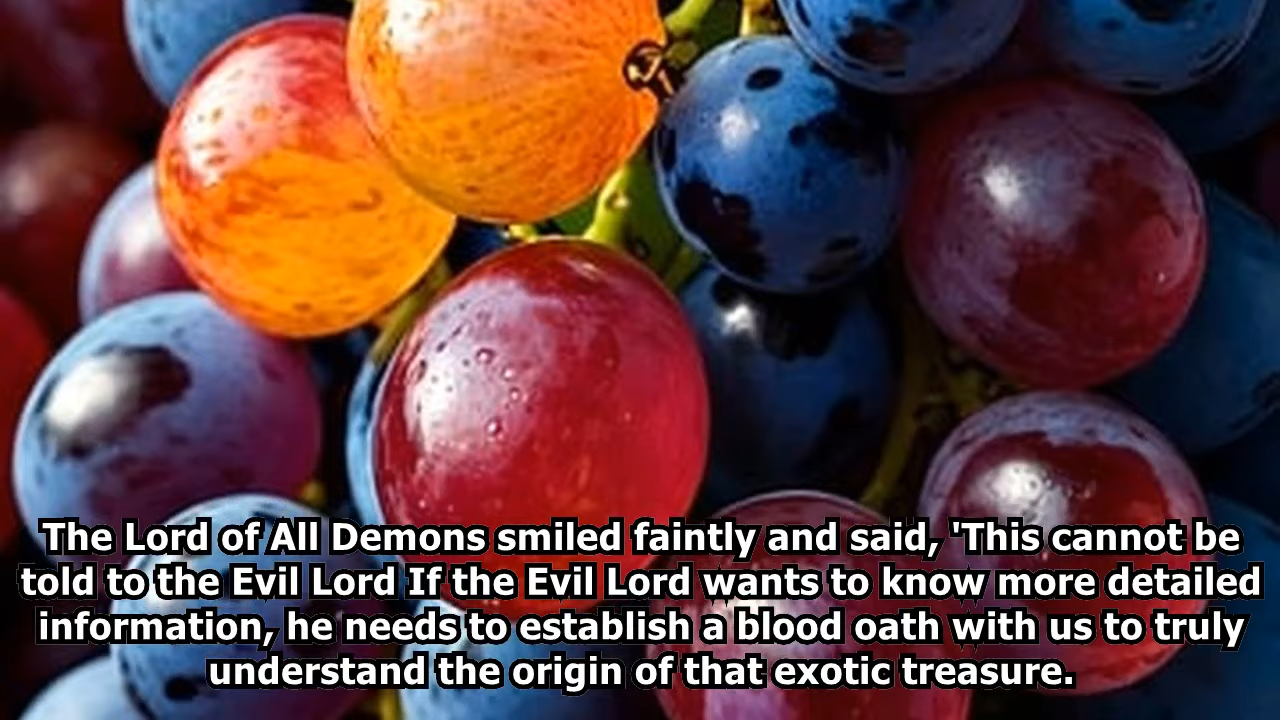 The Lord of All Demons smiled faintly and said, 'This cannot be
told to the Evil Lord If the Evil Lord wants to know more detailed
information, he needs to establish a blood oath with us to truly
understand the origin of that exotic treasure.